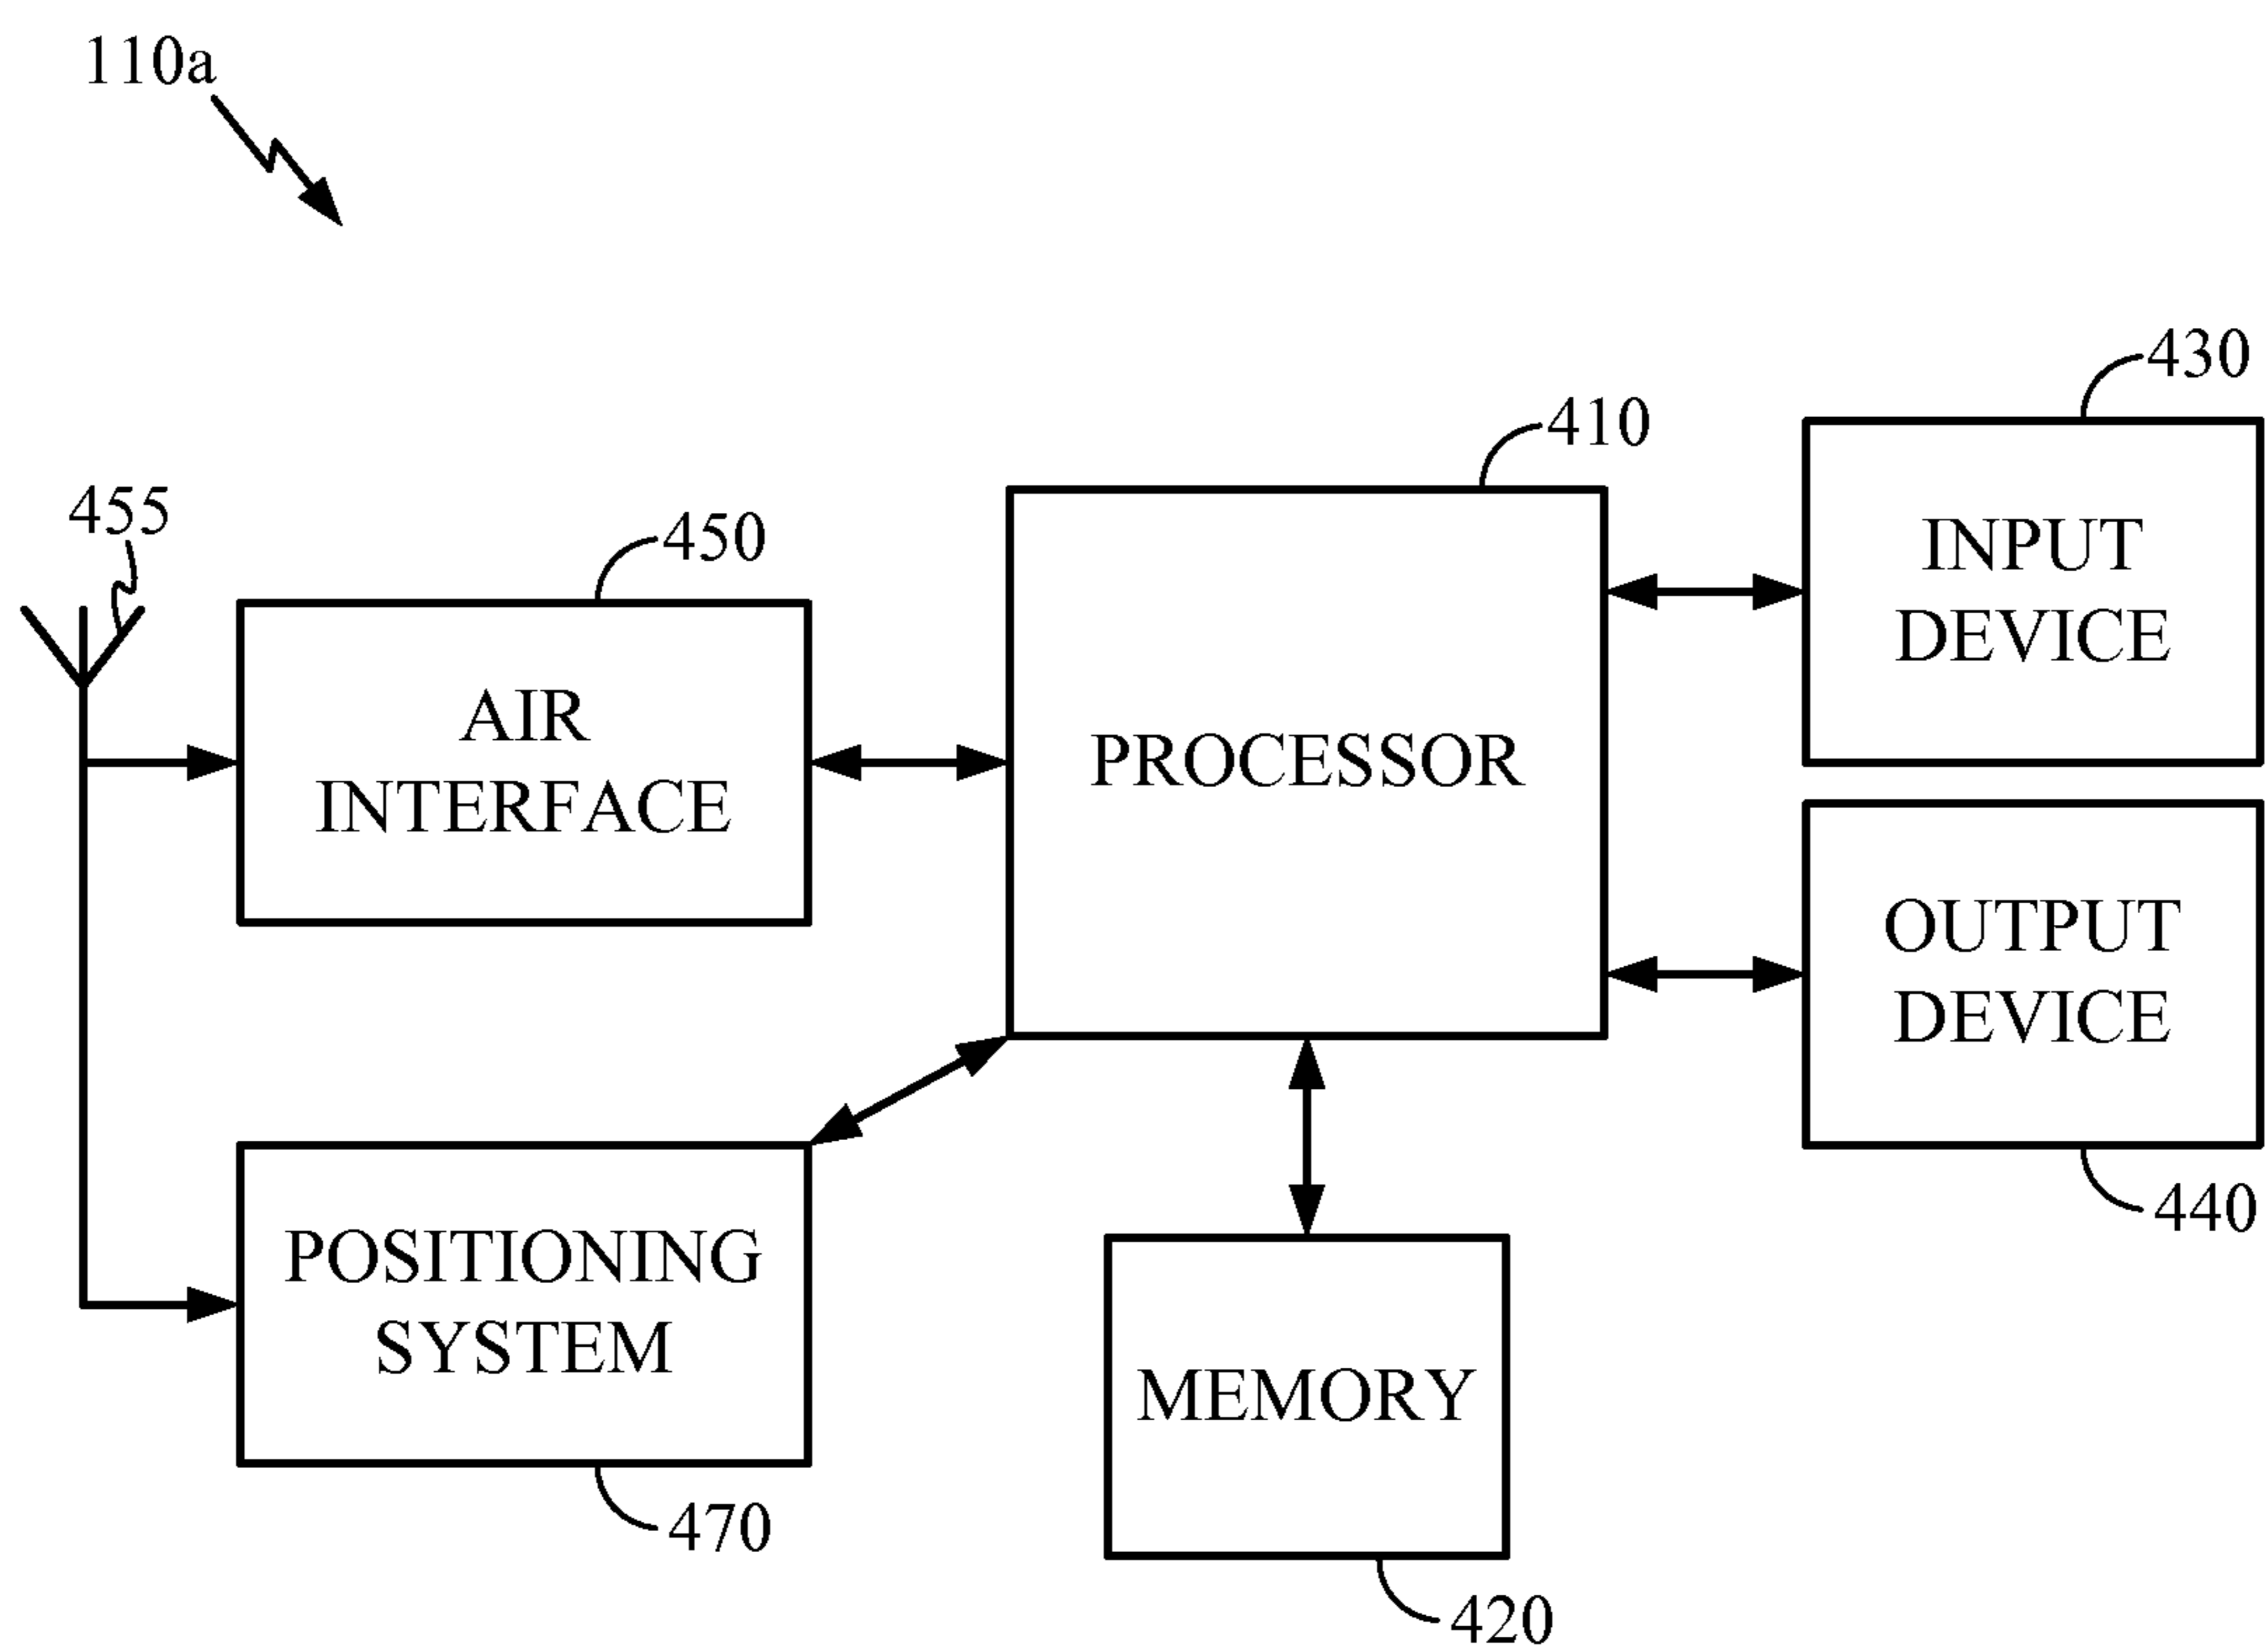 110a
430
410
455
450
INPUT
DEVICE
AIR
INTERFACE
PROCESSOR
OUTPUT
DEVICE
440
POSITIONING
SYSTEM
MEMORY
470
420